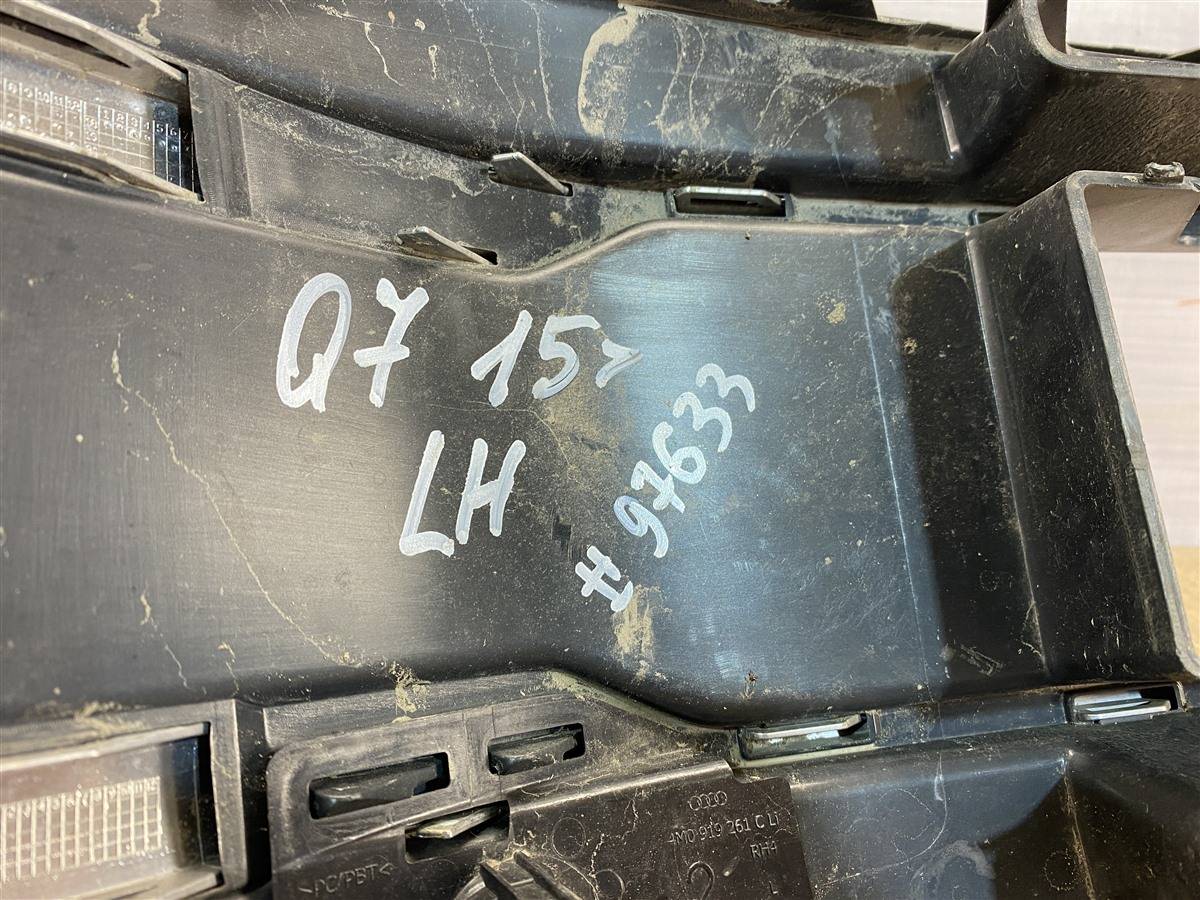 Q7 15>
LH
# 97633
4M0 919 261 C LI
RH4
>PC/PBT<
L